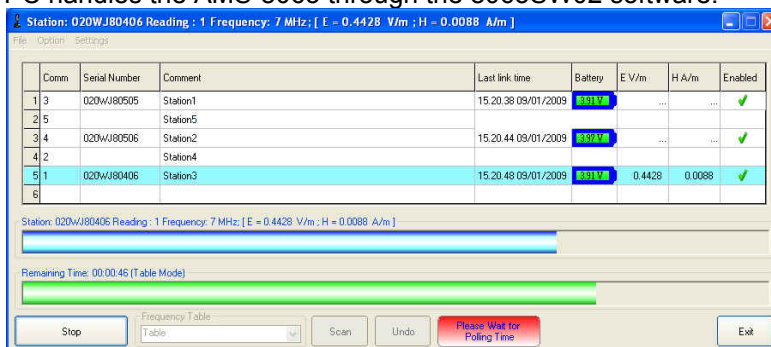 PC handles the AMS-8063 through the 8063SW02 software.
Station: 020WJ80406 Reading : 1 Frequency: 7 MHz; [ E = 0.4428 V/m ; H = 0.0088 A/m ]
File Option Settings
Comm Serial Number Comment Last link time Battery E V/m H A/m Enabled
1 3 020WJ80505 Station1 15.20.38 09/01/2009 3.91 V ... ...
2 5 Station5
3 4 020WJ80506 Station2 15.20.44 09/01/2009 3.97 V ... ...
4 2 Station4
5 1 020WJ80406 Station3 15.20.48 09/01/2009 3.91 V 0.4428 0.0088
6
Station: 020WJ80406 Reading : 1 Frequency: 7 MHz; [ E = 0.4428 V/m ; H = 0.0088 A/m ]
Remaining Time: 00:00:46 (Table Mode)
Frequency Table
Stop Table Scan Undo Please Wait for
Polling Time Exit